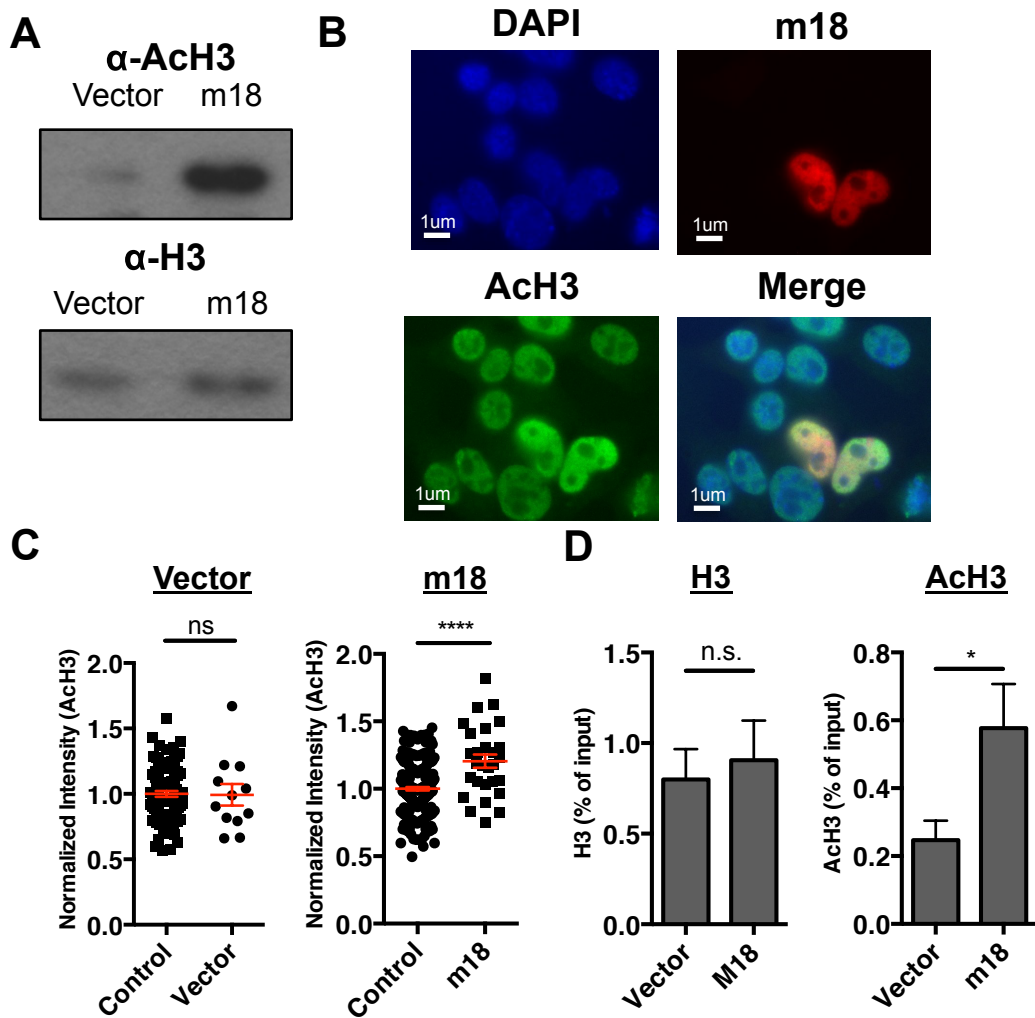 A
α-AcH3
Vector m18
α-H3
Vector m18
B
DAPI
m18
1um
1um
AcH3
Merge
1um
1um
C
Vector
ns
Normalized Intensity (AcH3)
2.0
1.5
1.0
0.5
0.0
Control
Vector
m18
****
Normalized Intensity (AcH3)
2.0
1.5
1.0
0.5
0.0
Control
m18
D
H3
n.s.
H3 (% of input)
1.5
1.0
0.5
0.0
Vector
M18
AcH3
*
AcH3 (% of input)
0.8
0.6
0.4
0.2
0.0
Vector
m18